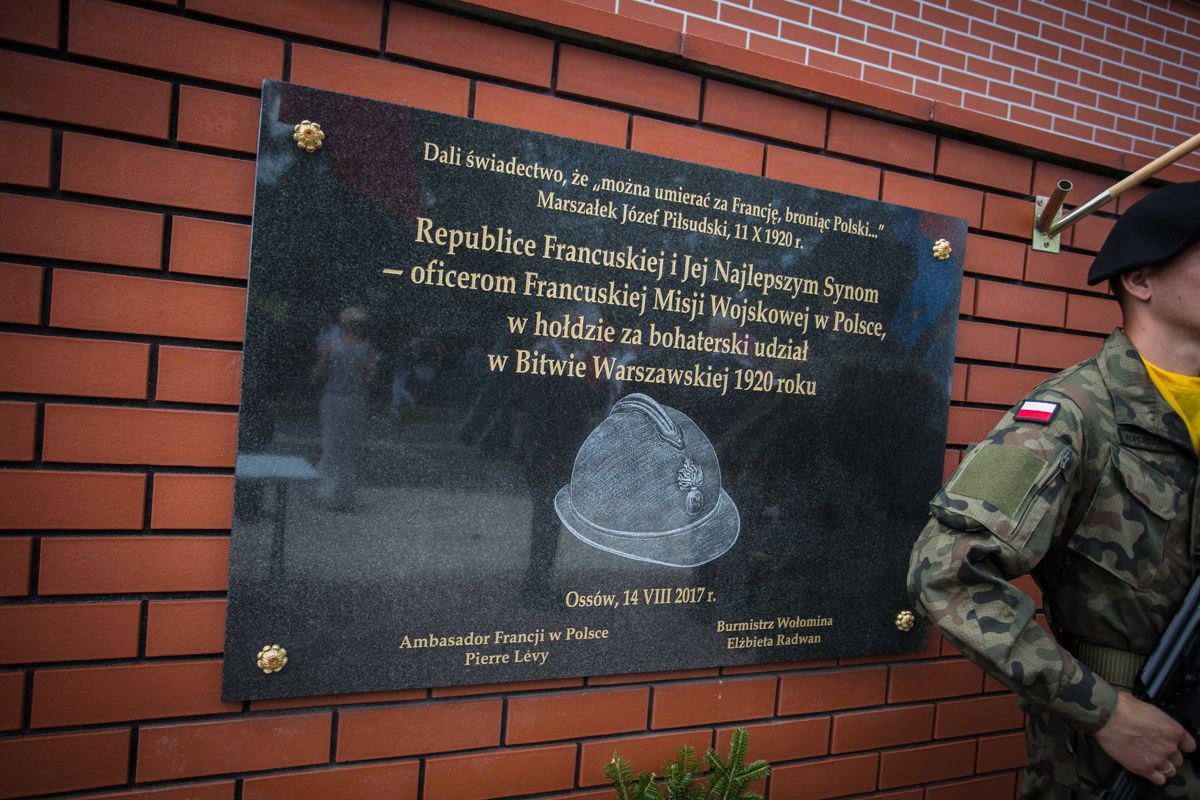 Dali świadectwo, że „można umierać za Francję, broniąc Polski..."
Marszałek Józef Piłsudski, 11 X 1920 r.
Republice Francuskiej i Jej Najlepszym Synom
– oficerom Francuskiej Misji Wojskowej w Polsce,
w hołdzie za bohaterski udział
w Bitwie Warszawskiej 1920 roku
Ossów, 14 VIII 2017 r.
Ambasador Francji w Polsce
Pierre Lévy
Burmistrz Wołomina
Elżbieta Radwan